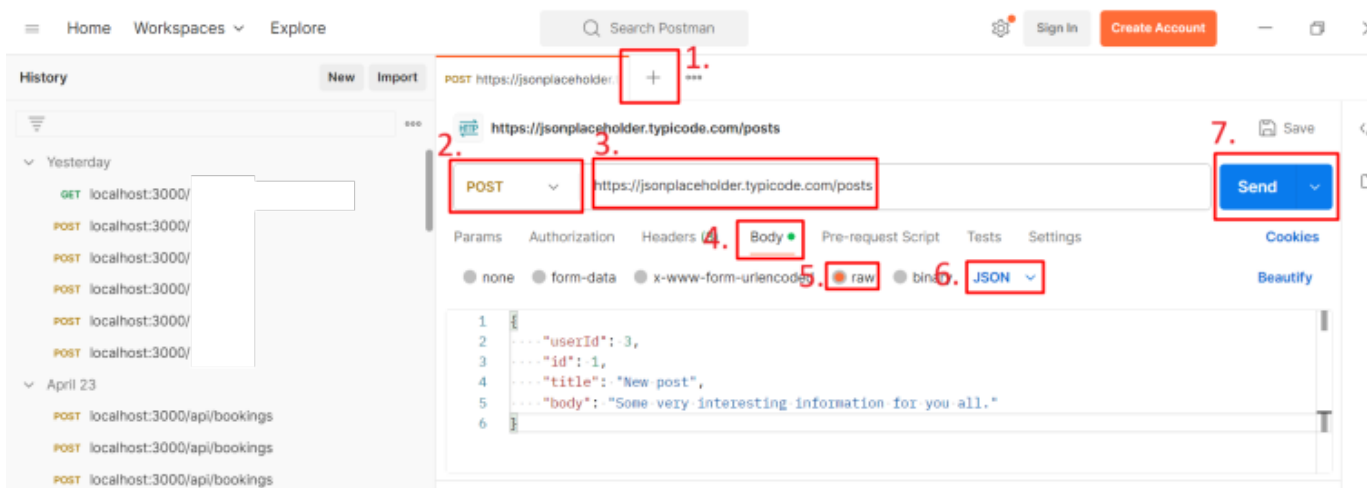 Home Workspaces Explore Search Postman Sign In Create Account
History New Import
Yesterday
GET localhost:3000/
POST localhost:3000/
POST localhost:3000/
POST localhost:3000/
POST localhost:3000/
POST localhost:3000/
April 23
POST localhost:3000/api/bookings
POST localhost:3000/api/bookings
POST localhost:3000/api/bookings
POST https://jsonplaceholder. + 1.
HTTP https://jsonplaceholder.typicode.com/posts Save
2. 3. 7.
POST https://jsonplaceholder.typicode.com/posts Send
Params Authorization Headers 4. Body Pre-request Script Tests Settings Cookies
none form-data x-www-form-urlencoded 5. raw binary 6. JSON Beautify
1 {
2 "userId": 3,
3 "id": 1,
4 "title": "New post",
5 "body": "Some very interesting information for you all."
6 }